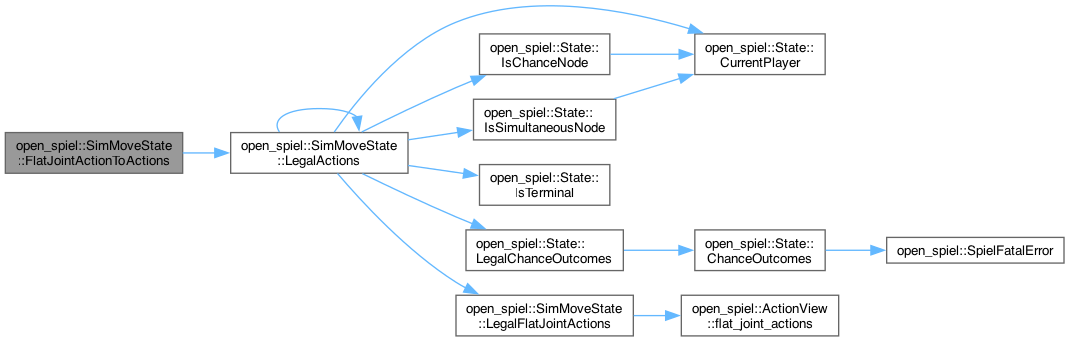 open_spiel::SimMoveState
::FlatJointActionToActions
open_spiel::SimMoveState
::LegalActions
open_spiel::State::
IsChanceNode
open_spiel::State::
CurrentPlayer
open_spiel::State::
IsSimultaneousNode
open_spiel::State::
IsTerminal
open_spiel::State::
LegalChanceOutcomes
open_spiel::State::
ChanceOutcomes
open_spiel::SpielFatalError
open_spiel::SimMoveState
::LegalFlatJointActions
open_spiel::ActionView
::flat_joint_actions